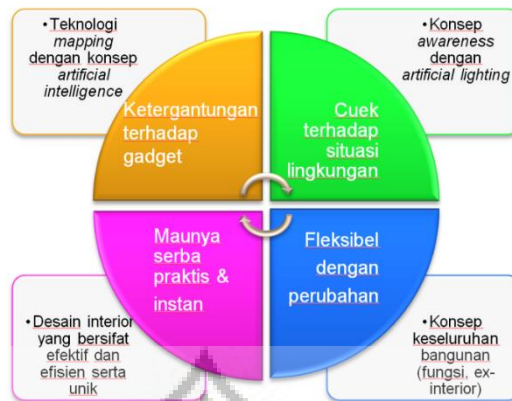 •Teknologi
mapping
dengan konsep
artificial
intelligence
•Konsep
awareness
dengan
artificial lighting
Ketergantungan
terhadap
gadget
Cuek
terhadap
situasi
lingkungan
Maunya
serba
praktis &
instan
Fleksibel
dengan
perubahan
•Desain interior
yang bersifat
efektif dan
efisien serta
unik
•Konsep
keseluruhan
bangunan
(fungsi, ex-
interior)